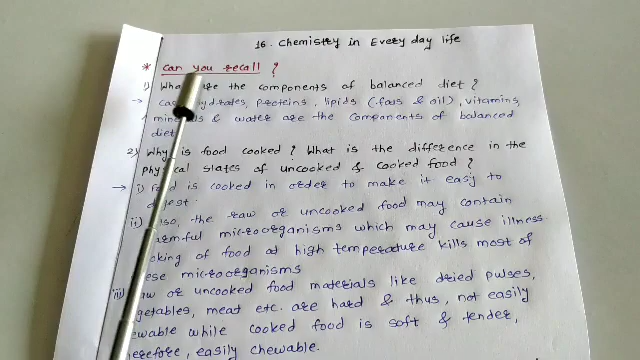 16. Chemistry in Every day life
* Can you recall ?
1) What are the components of balanced diet ?
→ proteins, lipids (fats & oil), vitamins,
minerals & water are the components of balanced
diet
2) Why is food cooked ? What is the difference in the
physical states of uncooked & cooked food ?
→ i) Food is cooked in order to make it easy to
digest.
ii) Also, the raw or uncooked food may contain
harmful microorganisms which may cause illness.
cooking of food at high temperature kills most of
these microorganisms
iii) Raw or uncooked food materials like dried pulses,
vegetables, meat etc. are hard & thus, not easily
chewable while cooked food is soft & tender,
therefore, easily chewable.